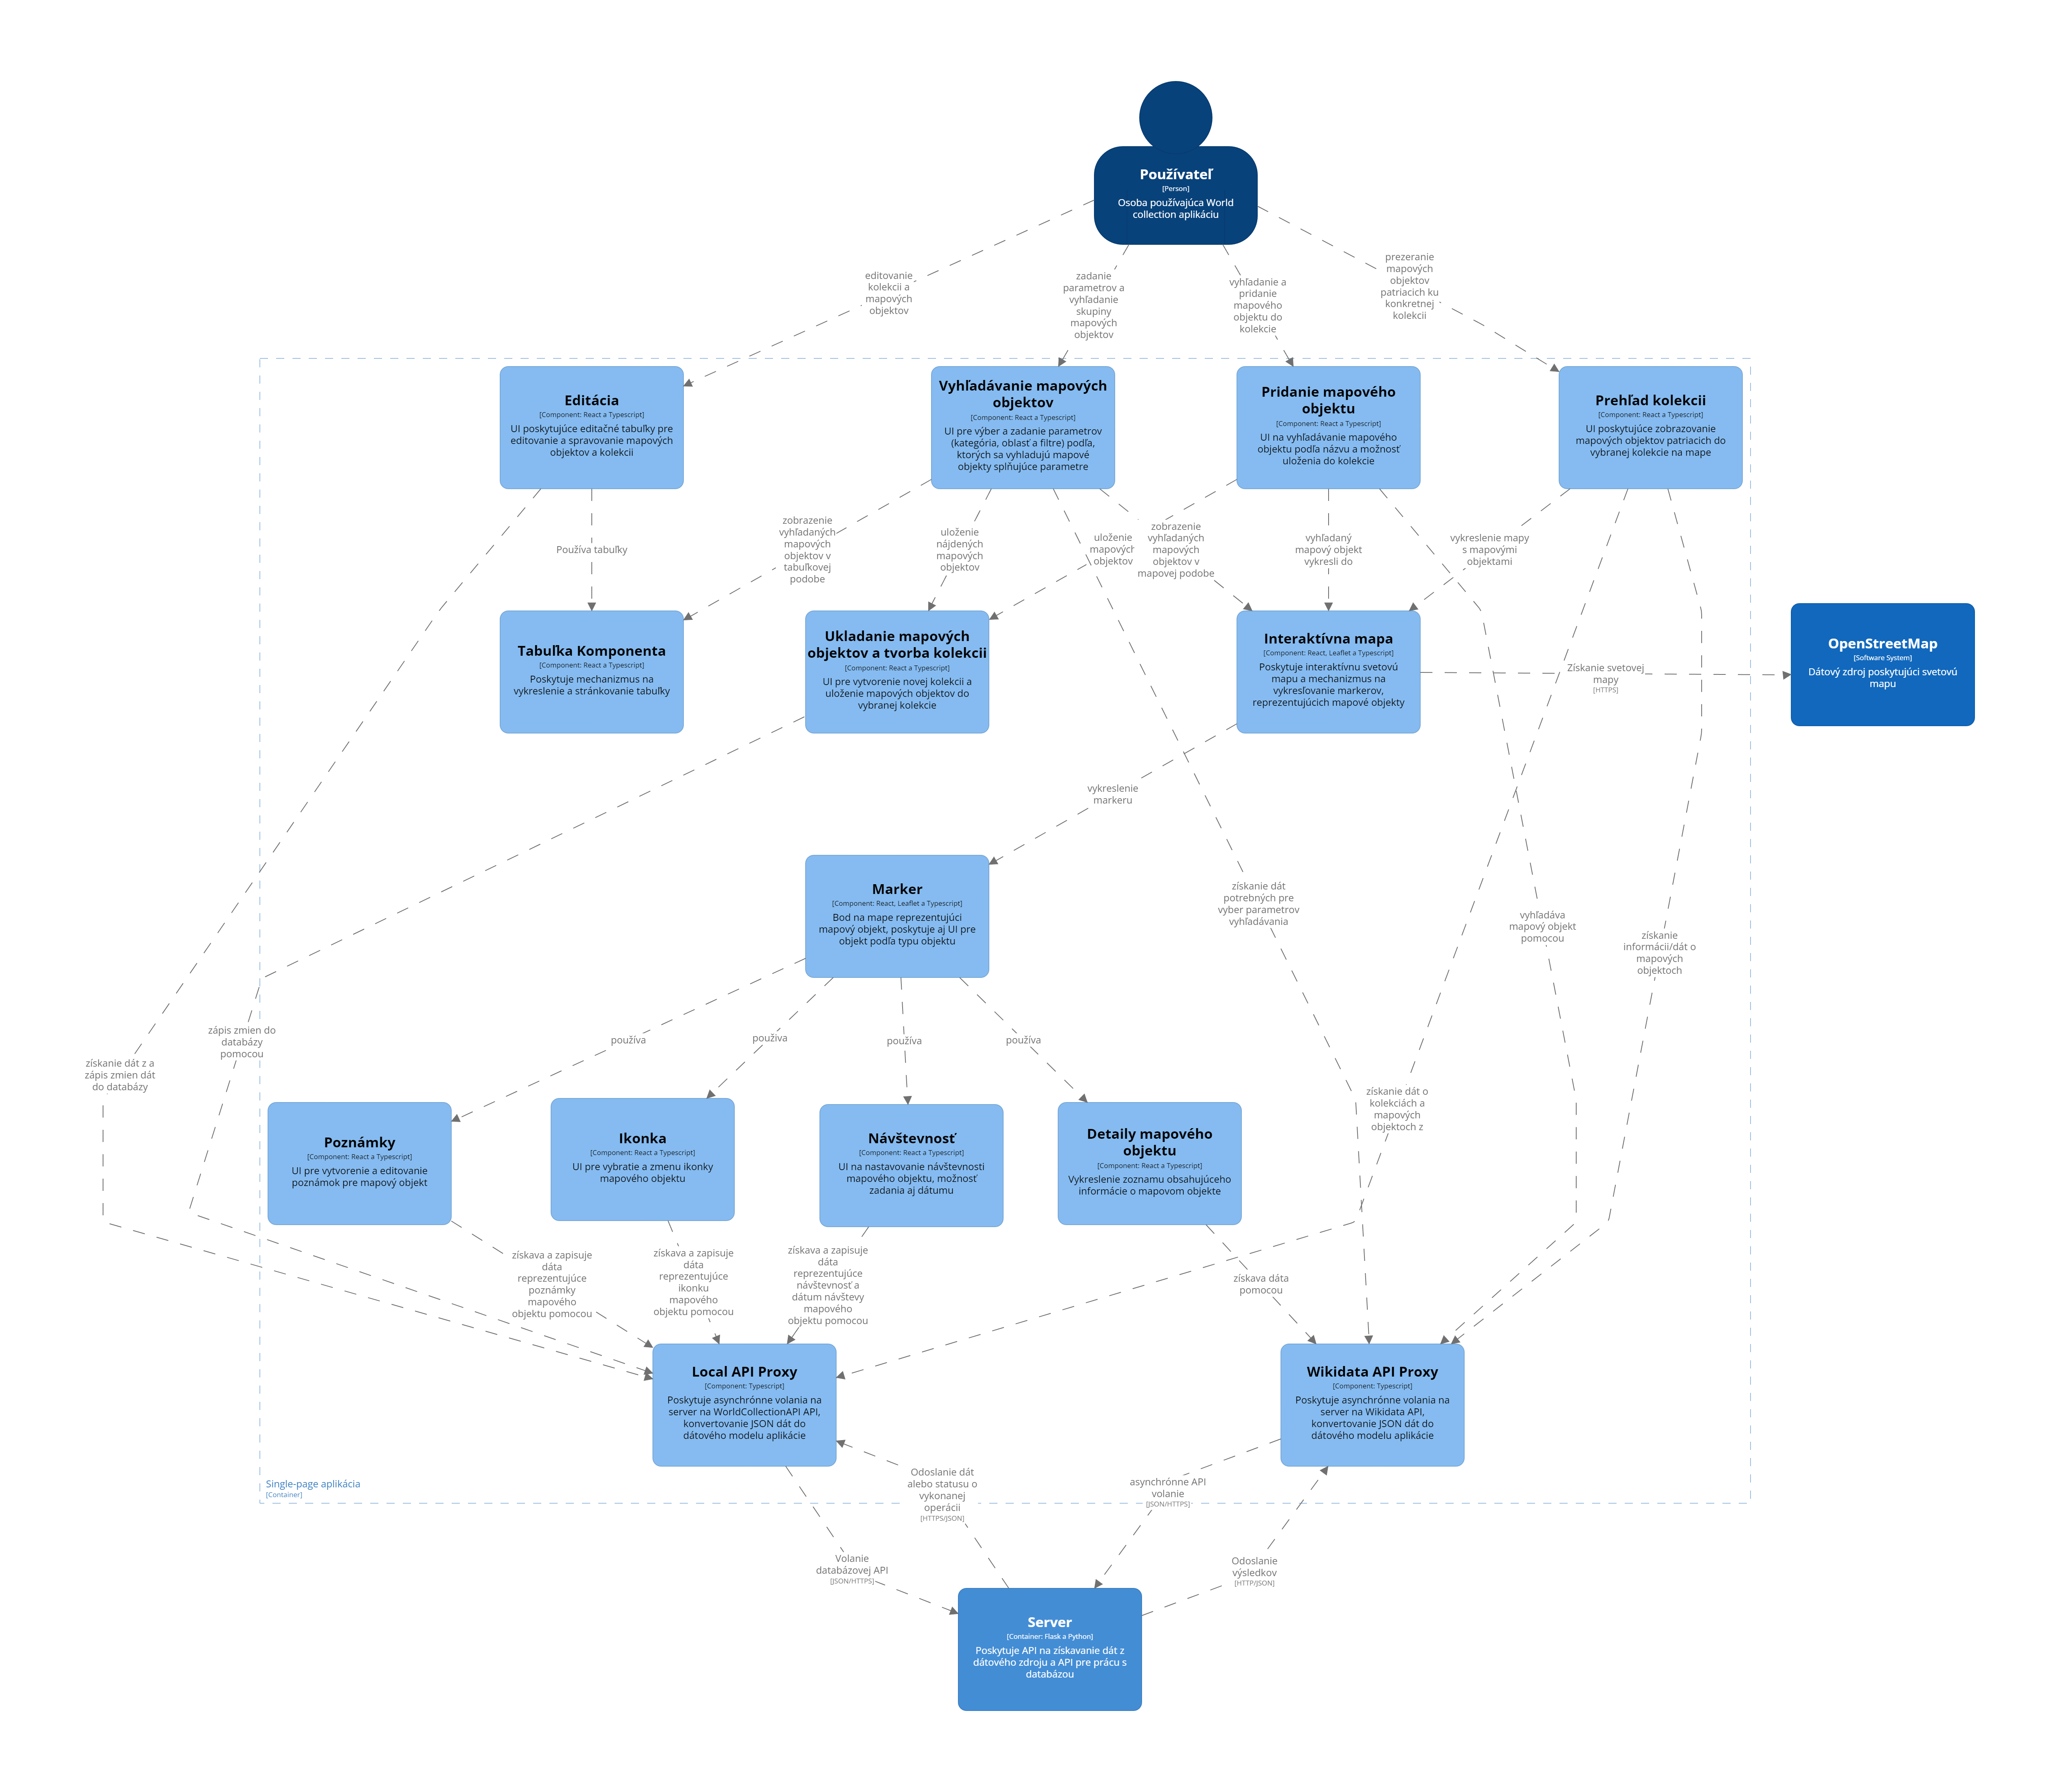 Používateľ
[Person]
Osoba používajúca World
collection aplikáciu
editovanie
kolekcii a
mapových
objektov
zadanie
parametrov a
vyhľadanie
skupiny
mapových
objektov
vyhľadanie a
pridanie
mapového
objektu do
kolekcie
prezeranie
mapových
objektov
patriacich ku
konkretnej
kolekcii
Editácia
[Component: React a Typescript]
UI poskytujúce editačné tabuľky pre
editovanie a spravovanie mapových
objektov a kolekcii
Vyhľadávanie mapových
objektov
[Component: React a Typescript]
UI pre výber a zadanie parametrov
(kategória, oblasť a filtre) podľa,
ktorých sa vyhladujú mapové
objekty splňujúce parametre
Pridanie mapového
objektu
[Component: React a Typescript]
UI na vyhľadávanie mapového
objektu podľa názvu a možnosť
uloženia do kolekcie
Prehľad kolekcii
[Component: React a Typescript]
UI poskytujúce zobrazovanie
mapových objektov patriacich do
vybranej kolekcie na mape
Používa tabuľky
zobrazenie
vyhľadaných
mapových
objektov v
tabuľkovej
podobe
uloženie
nájdených
mapových
objektov
uloženie
mapových
objektov
zobrazenie
vyhľadaných
mapových
objektov v
mapovej podobe
vyhľadaný
mapový objekt
vykresli do
vykreslenie mapy
s mapovými
objektami
Tabuľka Komponenta
[Component: React a Typescript]
Poskytuje mechanizmus na
vykreslenie a stránkovanie tabuľky
Ukladanie mapových
objektov a tvorba kolekcii
[Component: React a Typescript]
UI pre vytvorenie novej kolekcii a
uloženie mapových objektov do
vybranej kolekcie
Interaktívna mapa
[Component: React, Leaflet a Typescript]
Poskytuje interaktívnu svetovú
mapu a mechanizmus na
vykresľovanie markerov,
reprezentújúcich mapové objekty
Získanie svetovej
mapy
[HTTPS]
OpenStreetMap
[Software System]
Dátový zdroj poskytujúci svetovú
mapu
vykreslenie
markeru
Marker
[Component: React, Leaflet a Typescript]
Bod na mape reprezentujúci
mapový objekt, poskytuje aj UI pre
objekt podľa typu objektu
získanie dát
potrebných pre
vyber parametrov
vyhľadávania
vyhľadáva
mapový objekt
pomocou
získanie
informácii/dát o
mapových
objektoch
zápis zmien do
databázy
pomocou
získanie dát z a
zápis zmien dát
do databázy
používa
použiva
používa
používa
získanie dát o
kolekciách a
mapových
objektoch z
Poznámky
[Component: React a Typescript]
UI pre vytvorenie a editovanie
poznámok pre mapový objekt
Ikonka
[Component: React a Typescript]
UI pre vybratie a zmenu ikonky
mapového objektu
Návštevnosť
[Component: React a Typescript]
UI na nastavovanie návštevnosti
mapového objektu, možnosť
zadania aj dátumu
Detaily mapového
objektu
[Component: React a Typescript]
Vykreslenie zoznamu obsahujúceho
informácie o mapovom objekte
získava a zapisuje
dáta
reprezentujúce
poznámky
mapového
objektu pomocou
získava a zapisuje
dáta
reprezentujúce
ikonku
mapového
objektu pomocou
získava a zapisuje
dáta
reprezentujúce
návštevnosť a
dátum návštevy
mapového
objektu pomocou
získava dáta
pomocou
Local API Proxy
[Component: Typescript]
Poskytuje asynchrónne volania na
server na WorldCollectionAPI API,
konvertovanie JSON dát do
dátového modelu aplikácie
Wikidata API Proxy
[Component: Typescript]
Poskytuje asynchrónne volania na
server na Wikidata API,
konvertovanie JSON dát do
dátového modelu aplikácie
Single-page aplikácia
[Container]
Odoslanie dát
alebo statusu o
vykonanej
operácii
[HTTPS/JSON]
asynchrónne API
volanie
[JSON/HTTPS]
Volanie
databázovej API
[JSON/HTTPS]
Odoslanie
výsledkov
[HTTP/JSON]
Server
[Container: Flask a Python]
Poskytuje API na získavanie dát z
dátového zdroju a API pre prácu s
databázou